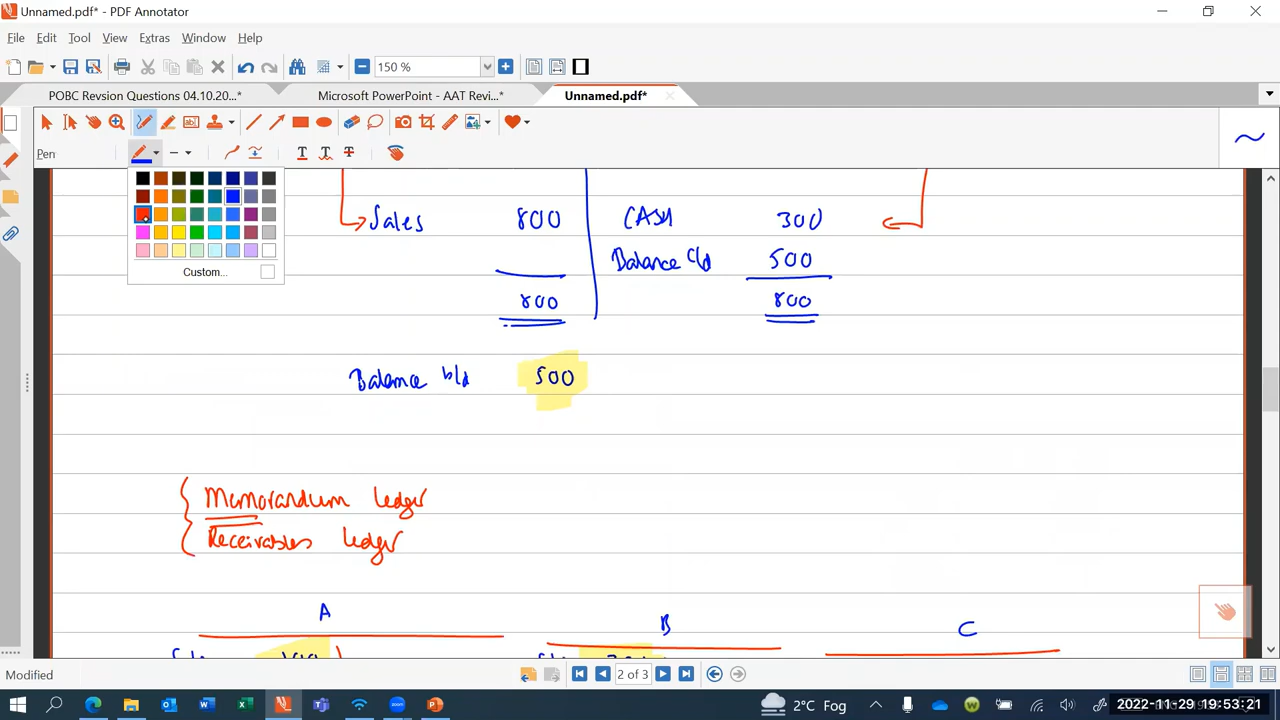 Unnamed.pdf* - PDF Annotator
File Edit Tool View Extras Window Help
150 %
POBC Revsion Questions 04.10.20...* Microsoft PowerPoint - AAT Revi...* Unnamed.pdf*
Pen
Custom...
Sales 800 CASH 300
Balance c/d 500
800 800
Balance b/d 500
Memorandum ledger
Receivables ledger
A B C
Modified 2 of 3
2°C Fog 2022-11-29 19:53:21